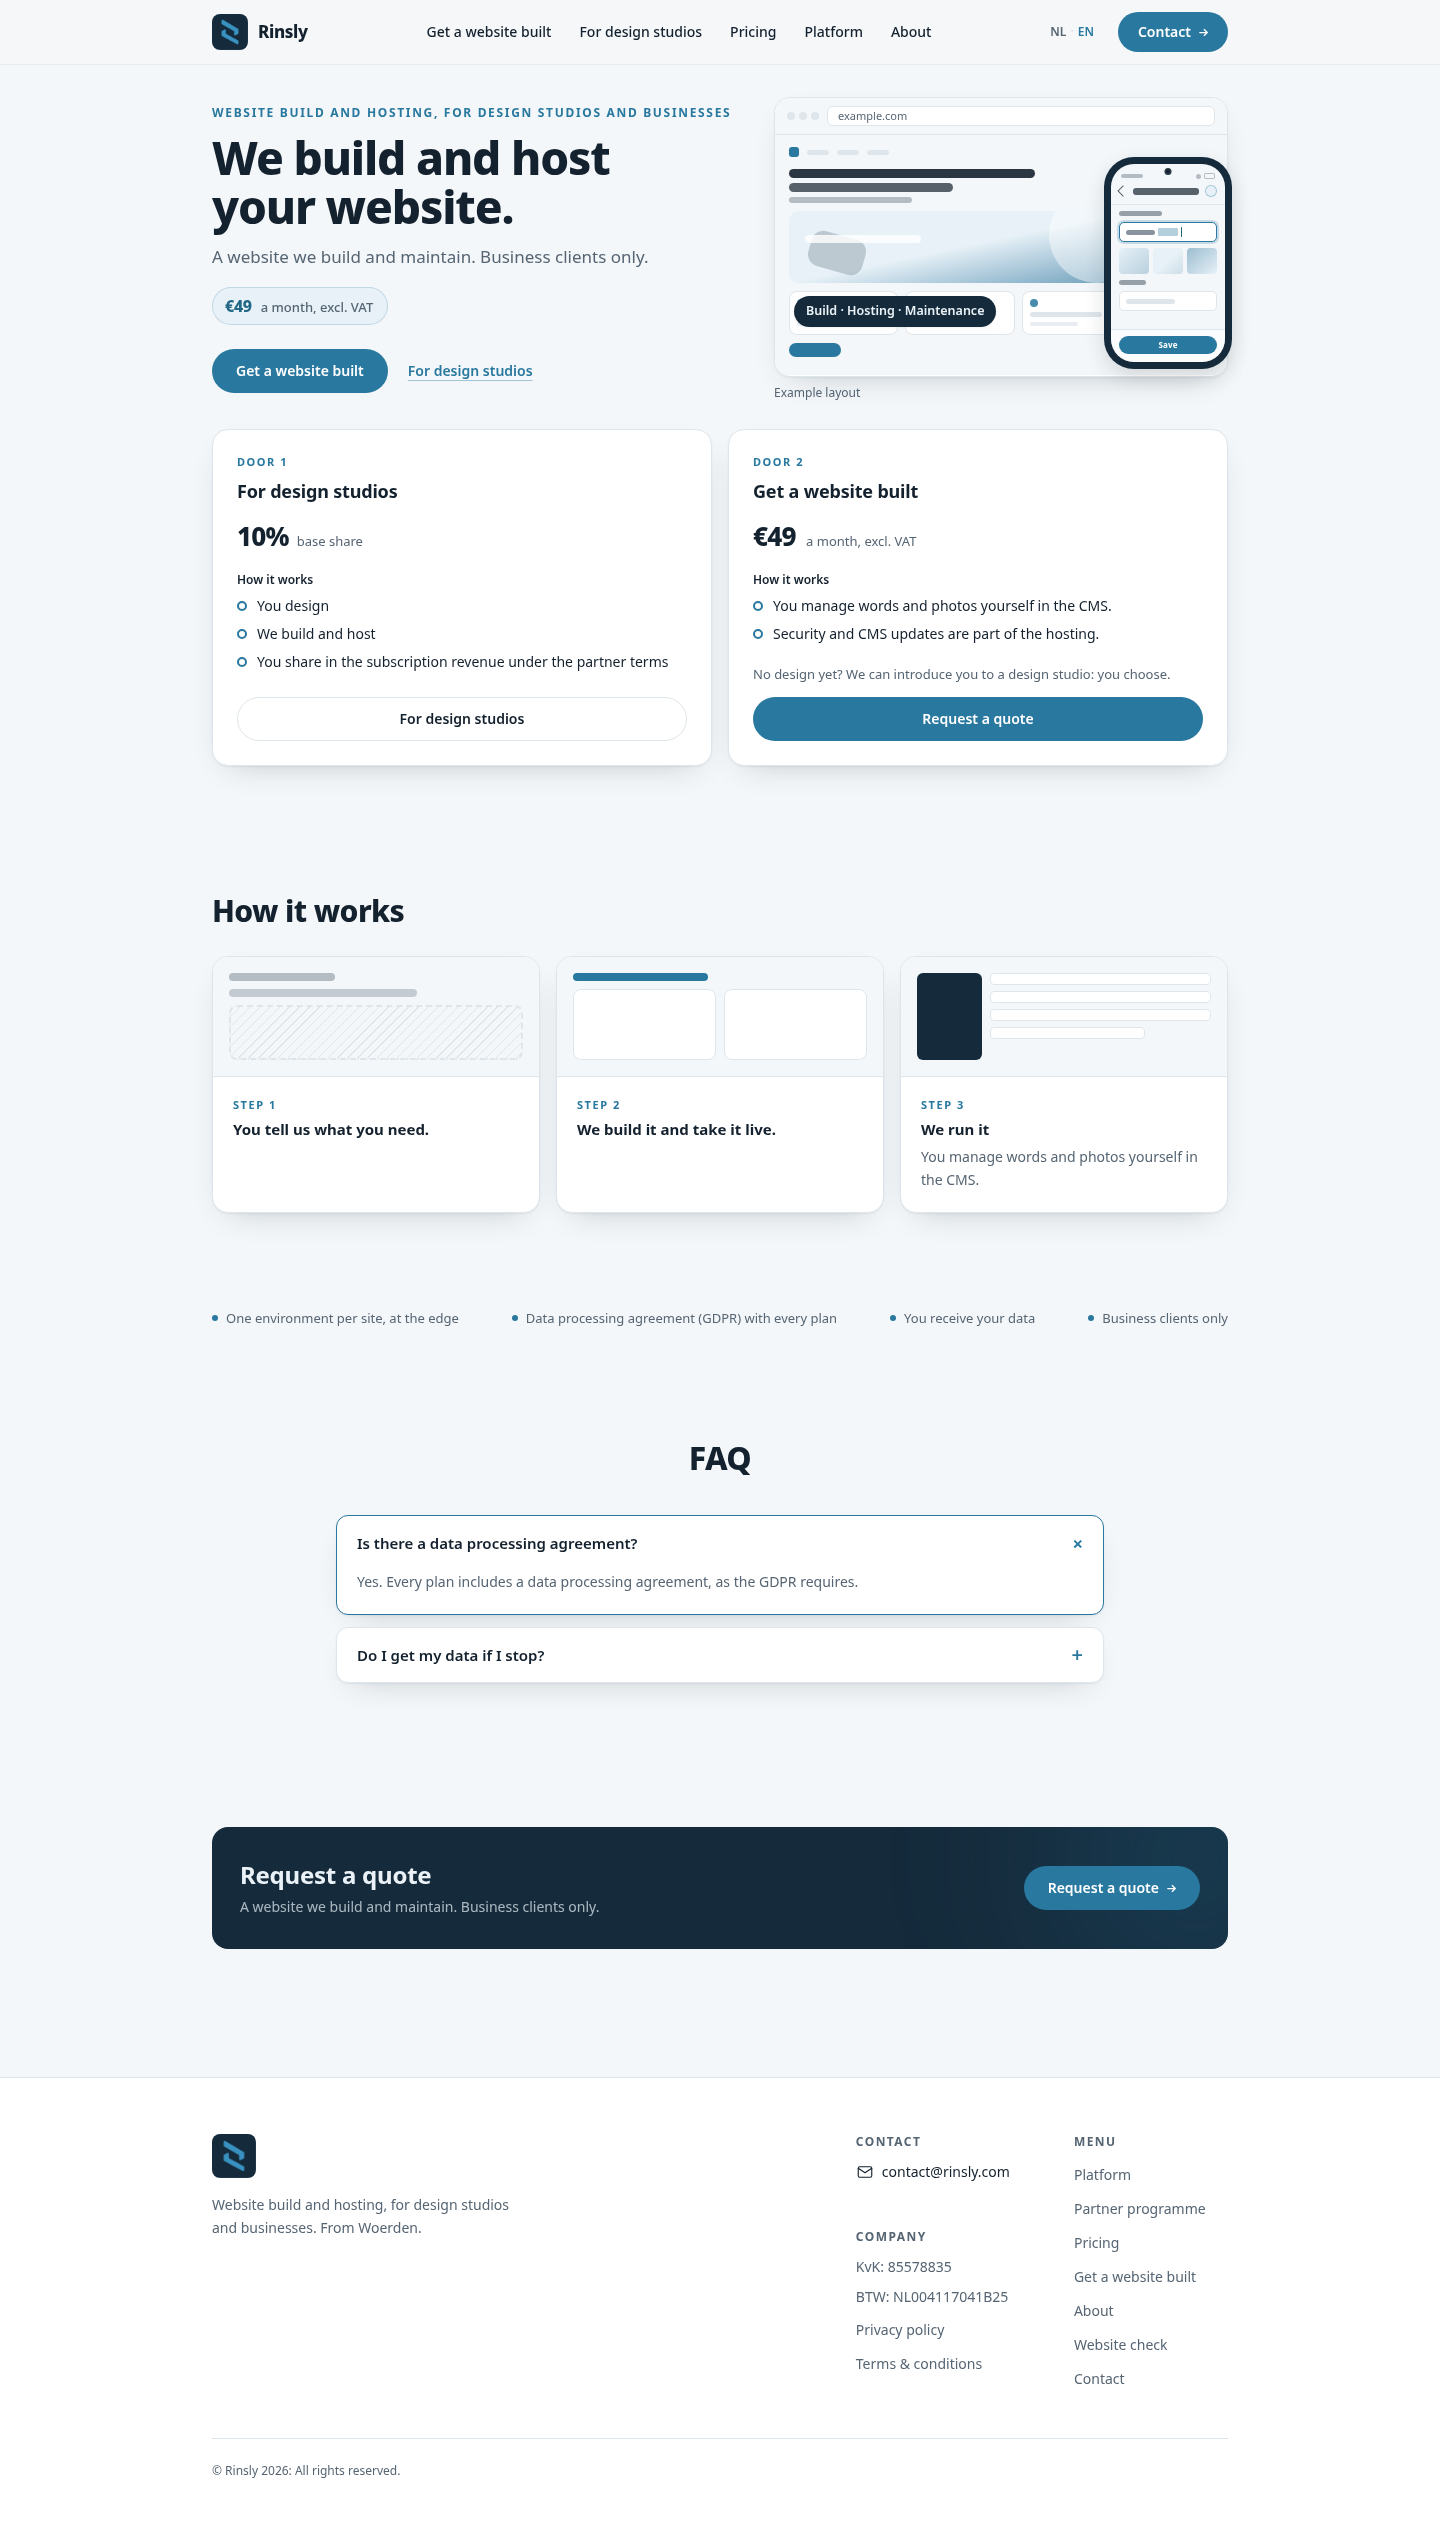 Rinsly
Get a website built
For design studios
Pricing
Platform
About
NL
EN
Contact →
WEBSITE BUILD AND HOSTING, FOR DESIGN STUDIOS AND BUSINESSES
We build and host
your website.
A website we build and maintain. Business clients only.
€49 a month, excl. VAT
Get a website built
For design studios
example.com
Build · Hosting · Maintenance
Save
Example layout
DOOR 1
For design studios
10% base share
How it works
You design
We build and host
You share in the subscription revenue under the partner terms
For design studios
DOOR 2
Get a website built
€49 a month, excl. VAT
How it works
You manage words and photos yourself in the CMS.
Security and CMS updates are part of the hosting.
No design yet? We can introduce you to a design studio: you choose.
Request a quote
How it works
STEP 1
You tell us what you need.
STEP 2
We build it and take it live.
STEP 3
We run it
You manage words and photos yourself in
the CMS.
One environment per site, at the edge
Data processing agreement (GDPR) with every plan
You receive your data
Business clients only
FAQ
Is there a data processing agreement?
Yes. Every plan includes a data processing agreement, as the GDPR requires.
Do I get my data if I stop?
Request a quote
A website we build and maintain. Business clients only.
Request a quote →
Website build and hosting, for design studios
and businesses. From Woerden.
CONTACT
contact@rinsly.com
COMPANY
KvK: 85578835
BTW: NL004117041B25
Privacy policy
Terms & conditions
MENU
Platform
Partner programme
Pricing
Get a website built
About
Website check
Contact
© Rinsly 2026: All rights reserved.